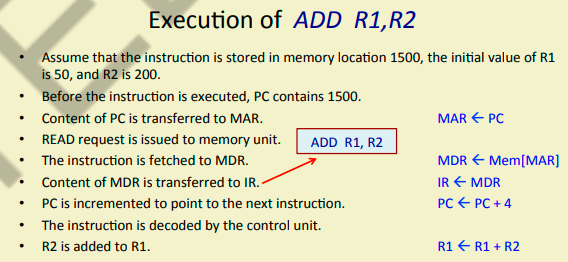 Execution of ADD R1,R2
• Assume that the instruction is stored in memory location 1500, the initial value of R1
is 50, and R2 is 200.
• Before the instruction is executed, PC contains 1500.
• Content of PC is transferred to MAR. MAR ← PC
• READ request is issued to memory unit. ADD R1, R2
• The instruction is fetched to MDR. MDR ← Mem[MAR]
• Content of MDR is transferred to IR. IR ← MDR
• PC is incremented to point to the next instruction. PC ← PC + 4
• The instruction is decoded by the control unit.
• R2 is added to R1. R1 ← R1 + R2